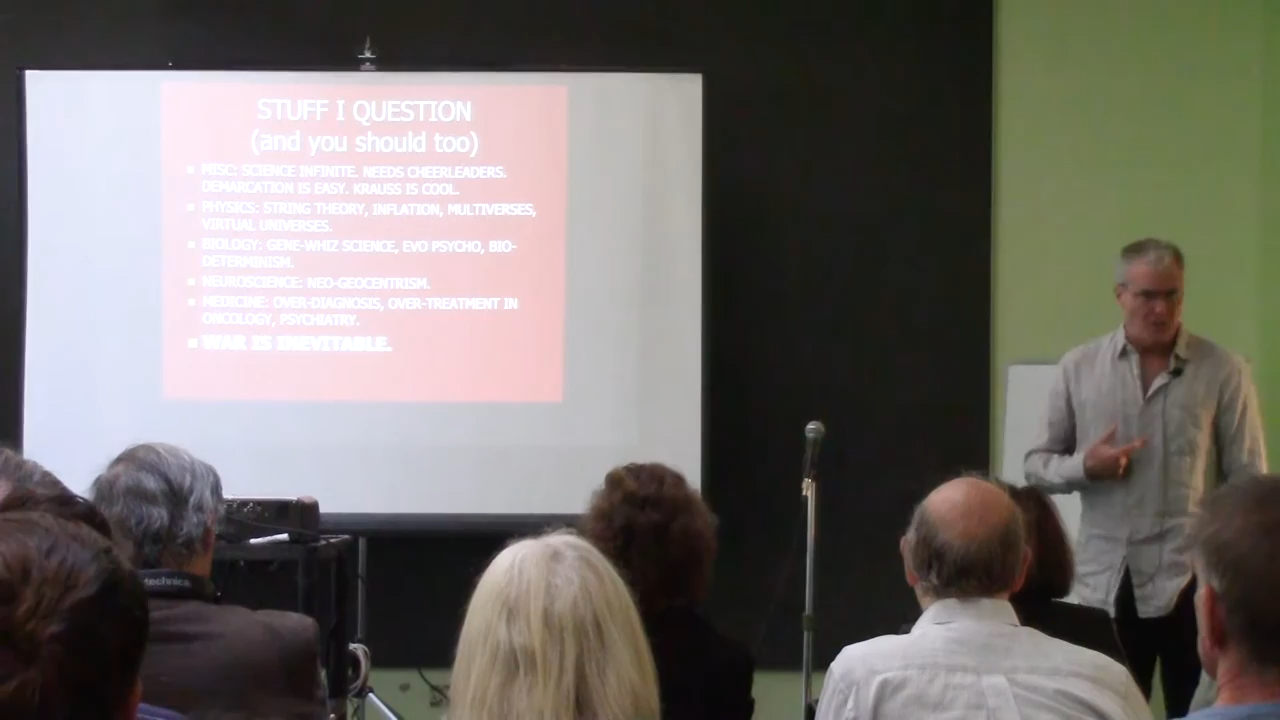 STUFF I QUESTION
(and you should too)
MISC: SCIENCE INFINITE. NEEDS CHEERLEADERS.
DEMARCATION IS EASY. KRAUSS IS COOL.
PHYSICS: STRING THEORY, INFLATION, MULTIVERSES,
VIRTUAL UNIVERSES.
BIOLOGY: GENE-WHIZ SCIENCE, EVO PSYCHO, BIO-
DETERMINISM.
NEUROSCIENCE: NEO-GEOCENTRISM.
MEDICINE: OVER-DIAGNOSIS, OVER-TREATMENT IN
ONCOLOGY, PSYCHIATRY.
WAR IS INEVITABLE.
technica